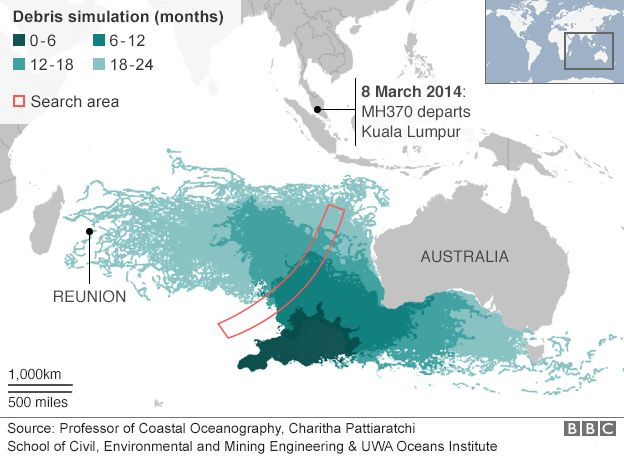 Debris simulation (months)
0-6
6-12
12-18
18-24
Search area
8 March 2014:
MH370 departs
Kuala Lumpur
AUSTRALIA
REUNION
1,000km
500 miles
Source: Professor of Coastal Oceanography, Charitha Pattiaratchi
School of Civil, Environmental and Mining Engineering & UWA Oceans Institute
BBC